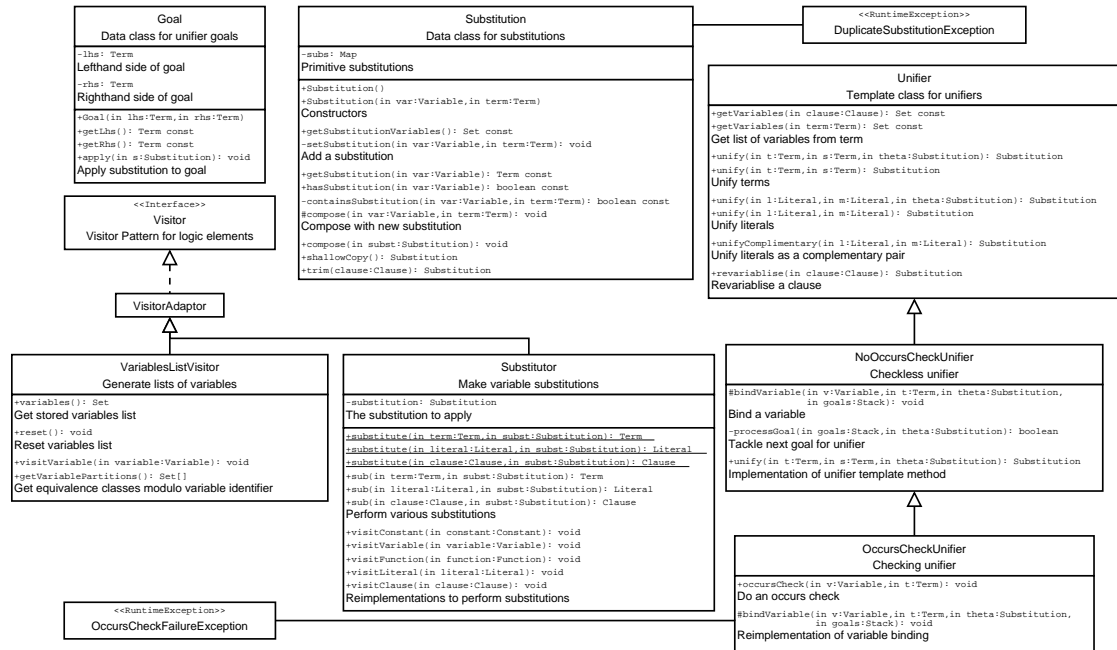 Goal
Data class for unifier goals
-lhs: Term
Lefthand side of goal
-rhs: Term
Righthand side of goal
+Goal(in lhs:Term,in rhs:Term)
+getLhs(): Term const
+getRhs(): Term const
+apply(in s:Substitution): void
Apply substitution to goal
Substitution
Data class for substitutions
-subs: Map
Primitive substitutions
+Substitution()
+Substitution(in var:Variable,in term:Term)
Constructors
+getSubstitutionVariables(): Set const
-setSubstitution(in var:Variable,in term:Term): void
Add a substitution
+getSubstitution(in var:Variable): Term const
+hasSubstitution(in var:Variable): boolean const
-containsSubstitution(in var:Variable,in term:Term): boolean const
#compose(in var:Variable,in term:Term): void
Compose with new substitution
+compose(in subst:Substitution): void
+shallowCopy(): Substitution
+trim(clause:Clause): Substitution
<<RuntimeException>>
DuplicateSubstitutionException
Unifier
Template class for unifiers
+getVariables(in clause:Clause): Set const
+getVariables(in term:Term): Set const
Get list of variables from term
+unify(in t:Term,in s:Term,in theta:Substitution): Substitution
+unify(in t:Term,in s:Term): Substitution
Unify terms
+unify(in l:Literal,in m:Literal,in theta:Substitution): Substitution
+unify(in l:Literal,in m:Literal): Substitution
Unify literals
+unifyComplimentary(in l:Literal,in m:Literal): Substitution
Unify literals as a complementary pair
+revariablise(in clause:Clause): Substitution
Revariablise a clause
<<Interface>>
Visitor
Visitor Pattern for logic elements
VisitorAdaptor
VariablesListVisitor
Generate lists of variables
+variables(): Set
Get stored variables list
+reset(): void
Reset variables list
+visitVariable(in variable:Variable): void
+getVariablePartitions(): Set[]
Get equivalence classes modulo variable identifier
Substitutor
Make variable substitutions
-substitution: Substitution
The substitution to apply
+substitute(in term:Term,in subst:Substitution): Term
+substitute(in literal:Literal,in subst:Substitution): Literal
+substitute(in clause:Clause,in subst:Substitution): Clause
+sub(in term:Term,in subst:Substitution): Term
+sub(in literal:Literal,in subst:Substitution): Literal
+sub(in clause:Clause,in subst:Substitution): Clause
Perform various substitutions
+visitConstant(in constant:Constant): void
+visitVariable(in variable:Variable): void
+visitFunction(in function:Function): void
+visitLiteral(in literal:Literal): void
+visitClause(in clause:Clause): void
Reimplementations to perform substitutions
NoOccursCheckUnifier
Checkless unifier
#bindVariable(in v:Variable,in t:Term,in theta:Substitution,
in goals:Stack): void
Bind a variable
-processGoal(in goals:Stack,in theta:Substitution): boolean
Tackle next goal for unifier
+unify(in t:Term,in s:Term,in theta:Substitution): Substitution
Implementation of unifier template method
OccursCheckUnifier
Checking unifier
+occursCheck(in v:Variable,in t:Term): void
Do an occurs check
#bindVariable(in v:Variable,in t:Term,in theta:Substitution,
in goals:Stack): void
Reimplementation of variable binding
<<RuntimeException>>
OccursCheckFailureException